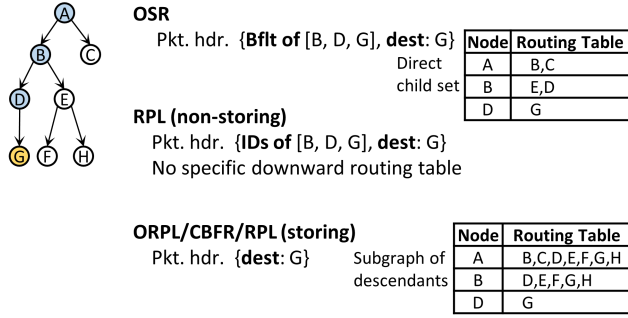 A
B
C
D
E
G
F
H
OSR
Pkt. hdr. {Bflt of [B, D, G], dest: G}
Direct
child set
Node Routing Table
A B,C
B E,D
D G
RPL (non-storing)
Pkt. hdr. {IDs of [B, D, G], dest: G}
No specific downward routing table
ORPL/CBFR/RPL (storing)
Pkt. hdr. {dest: G}
Subgraph of
descendants
Node Routing Table
A B,C,D,E,F,G,H
B D,E,F,G,H
D G